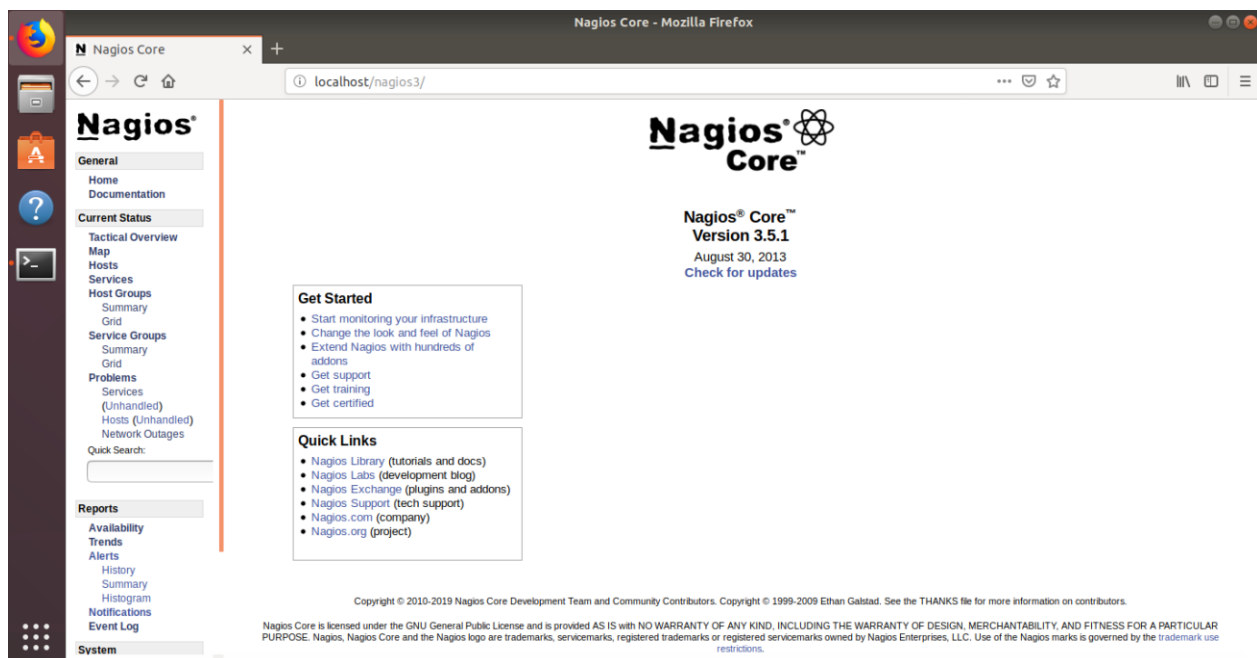 Nagios Core - Mozilla Firefox
N Nagios Core
localhost/nagios3/
Nagios®
General
Home
Documentation
Current Status
Tactical Overview
Map
Hosts
Services
Host Groups
Summary
Grid
Service Groups
Summary
Grid
Problems
Services
(Unhandled)
Hosts (Unhandled)
Network Outages
Quick Search:
Reports
Availability
Trends
Alerts
History
Summary
Histogram
Notifications
Event Log
System
Nagios®
Core™
Nagios® Core™
Version 3.5.1
August 30, 2013
Check for updates
Get Started
• Start monitoring your infrastructure
• Change the look and feel of Nagios
• Extend Nagios with hundreds of
addons
• Get support
• Get training
• Get certified
Quick Links
• Nagios Library (tutorials and docs)
• Nagios Labs (development blog)
• Nagios Exchange (plugins and addons)
• Nagios Support (tech support)
• Nagios.com (company)
• Nagios.org (project)
Copyright © 2010-2019 Nagios Core Development Team and Community Contributors. Copyright © 1999-2009 Ethan Galstad. See the THANKS file for more information on contributors.
Nagios Core is licensed under the GNU General Public License and is provided AS IS with NO WARRANTY OF ANY KIND, INCLUDING THE WARRANTY OF DESIGN, MERCHANTABILITY, AND FITNESS FOR A PARTICULAR
PURPOSE. Nagios, Nagios Core and the Nagios logo are trademarks, servicemarks, registered trademarks or registered servicemarks owned by Nagios Enterprises, LLC. Use of the Nagios marks is governed by the trademark use
restrictions.